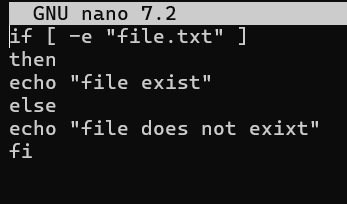 GNU nano 7.2
if [ -e "file.txt" ]
then
echo "file exist"
else
echo "file does not exixt"
fi